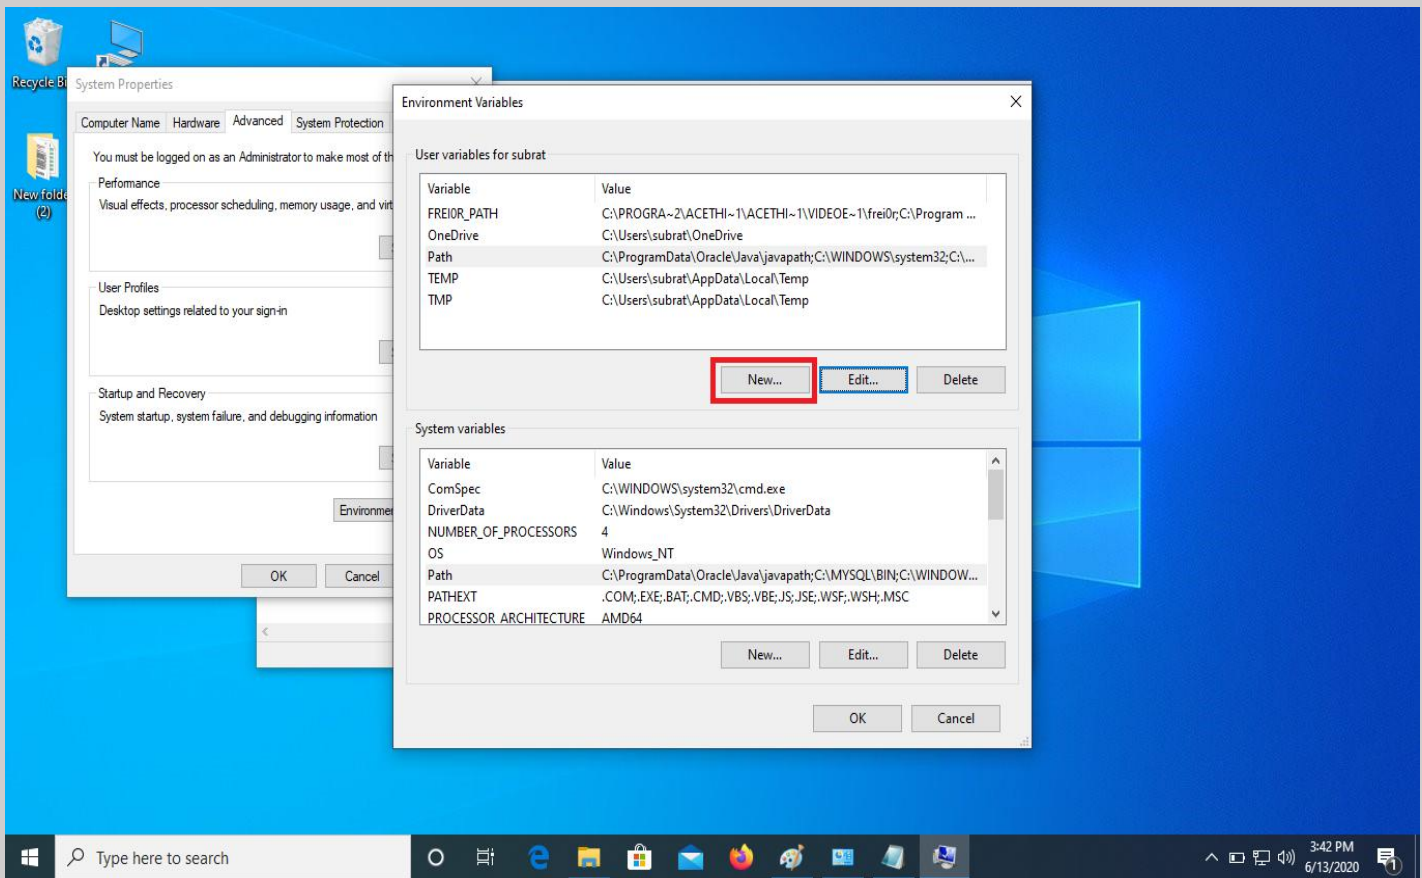 Recycle Bi
New folde
(2)
System Properties
Computer Name Hardware Advanced System Protection
You must be logged on as an Administrator to make most of th
Performance
Visual effects, processor scheduling, memory usage, and virt
User Profiles
Desktop settings related to your sign-in
Startup and Recovery
System startup, system failure, and debugging information
Environmen
OK Cancel
Environment Variables
User variables for subrat
Variable Value
FREI0R_PATH C:\PROGRA~2\ACETHI~1\ACETHI~1\VIDEOE~1\frei0r;C:\Program ...
OneDrive C:\Users\subrat\OneDrive
Path C:\ProgramData\Oracle\Java\javapath;C:\WINDOWS\system32;C:\...
TEMP C:\Users\subrat\AppData\Local\Temp
TMP C:\Users\subrat\AppData\Local\Temp
New... Edit... Delete
System variables
Variable Value
ComSpec C:\WINDOWS\system32\cmd.exe
DriverData C:\Windows\System32\Drivers\DriverData
NUMBER_OF_PROCESSORS 4
OS Windows_NT
Path C:\ProgramData\Oracle\Java\javapath;C:\MYSQL\BIN;C:\WINDOW...
PATHEXT .COM;.EXE;.BAT;.CMD;.VBS;.VBE;.JS;.JSE;.WSF;.WSH;.MSC
PROCESSOR_ARCHITECTURE AMD64
New... Edit... Delete
OK Cancel
Type here to search
3:42 PM
6/13/2020
1